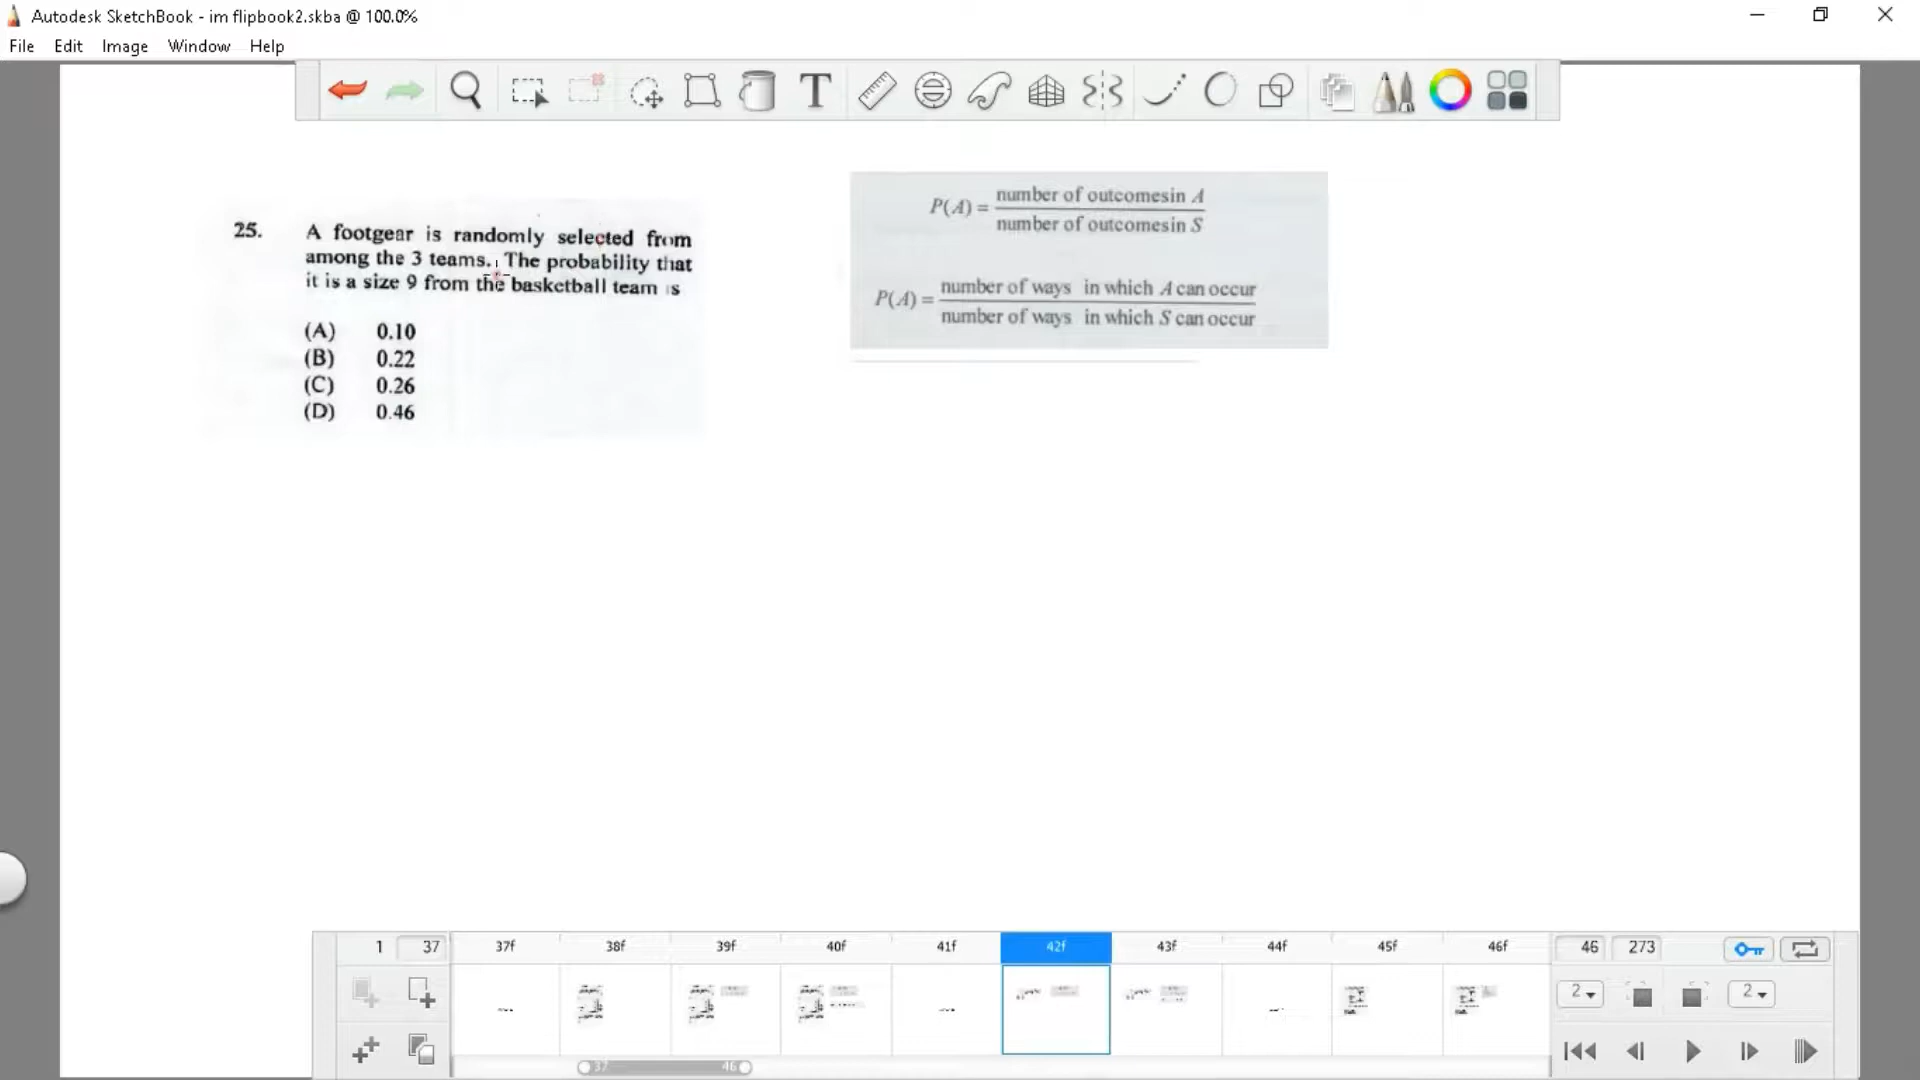 Autodesk SketchBook - im flipbook2.skba @ 100.0%
File Edit Image Window Help
T
25. A footgear is randomly selected from
among the 3 teams. The probability that
it is a size 9 from the basketball team is
(A) 0.10
(B) 0.22
(C) 0.26
(D) 0.46
P(A) = number of outcomesin A
number of outcomesin S
P(A) = number of ways in which A can occur
number of ways in which S can occur
1 37 37f 38f 39f 40f 41f 42f 43f 44f 45f 46f 46 273
2 2
37 46